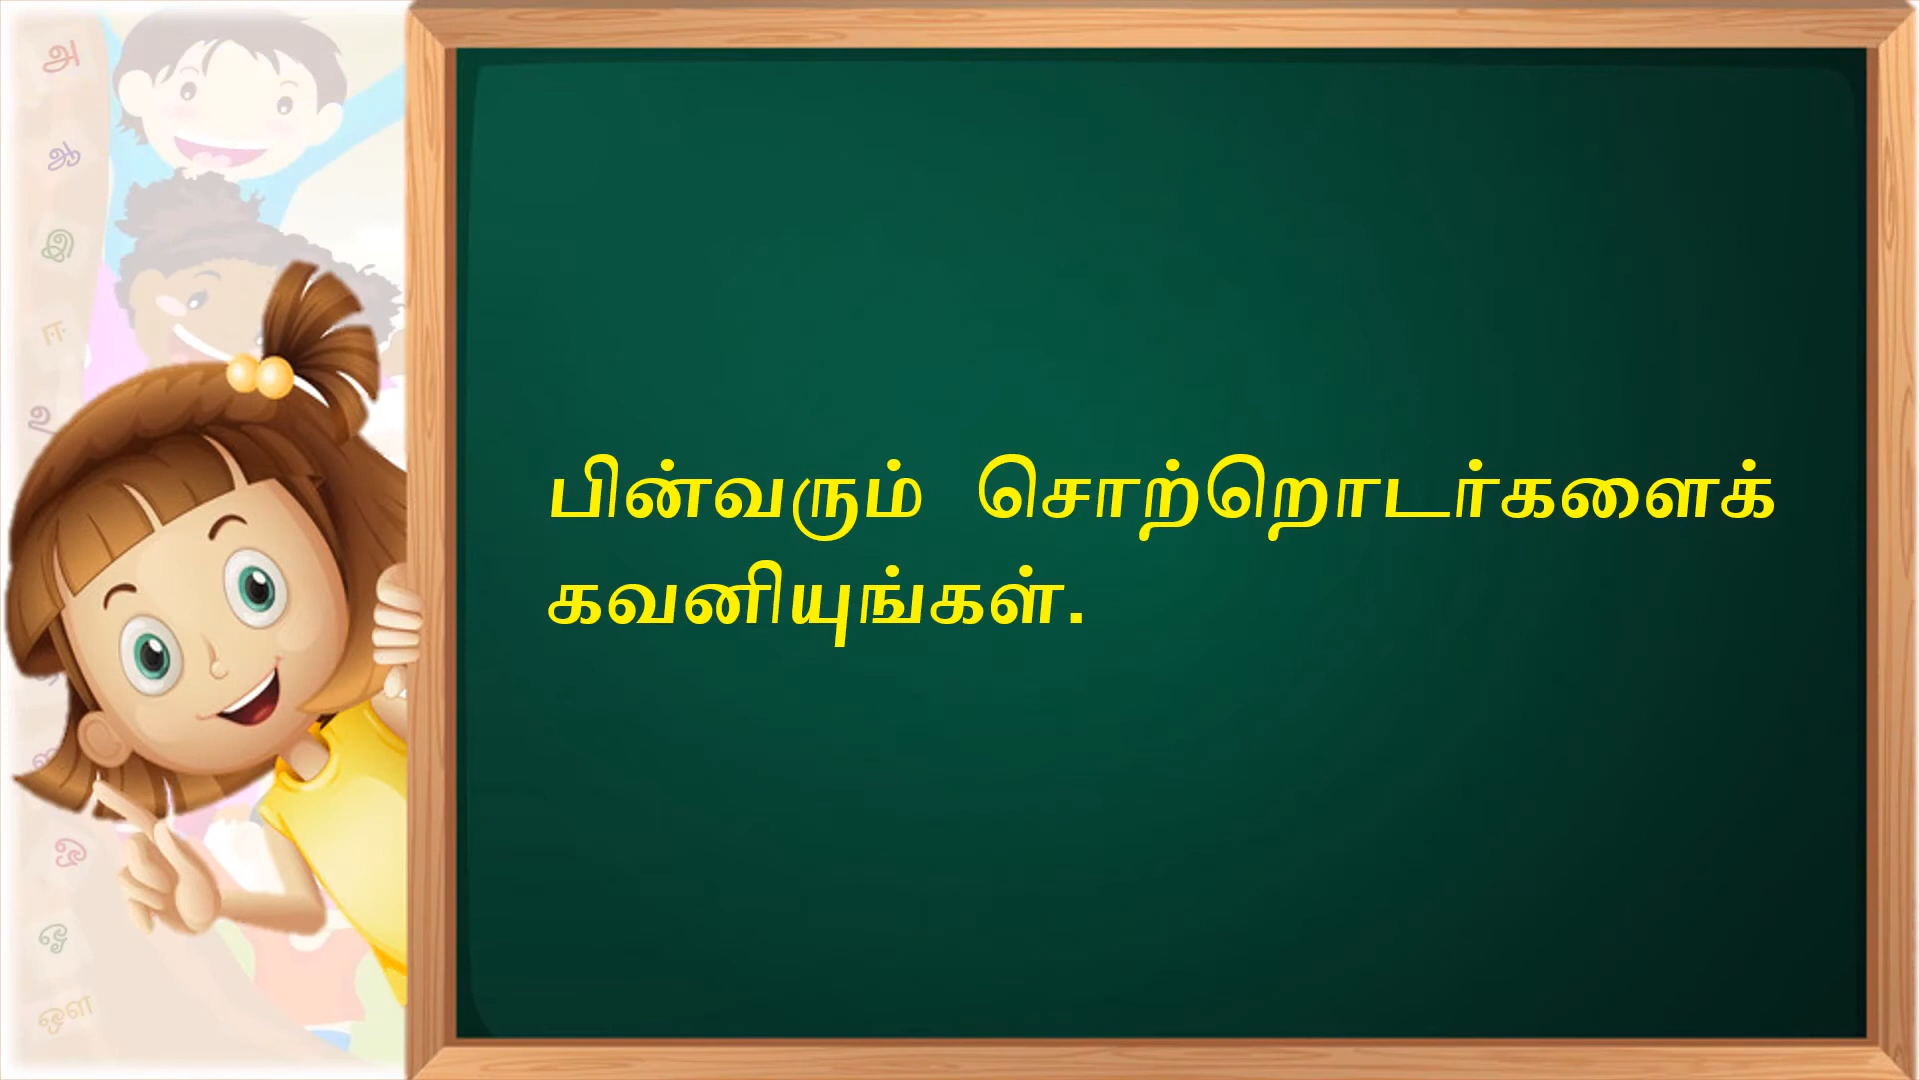 அ
ஆ
இ
ஈ
உ
பின்வரும் சொற்றொடர்களைக்
கவனியுங்கள்.
ஓ
ஔ